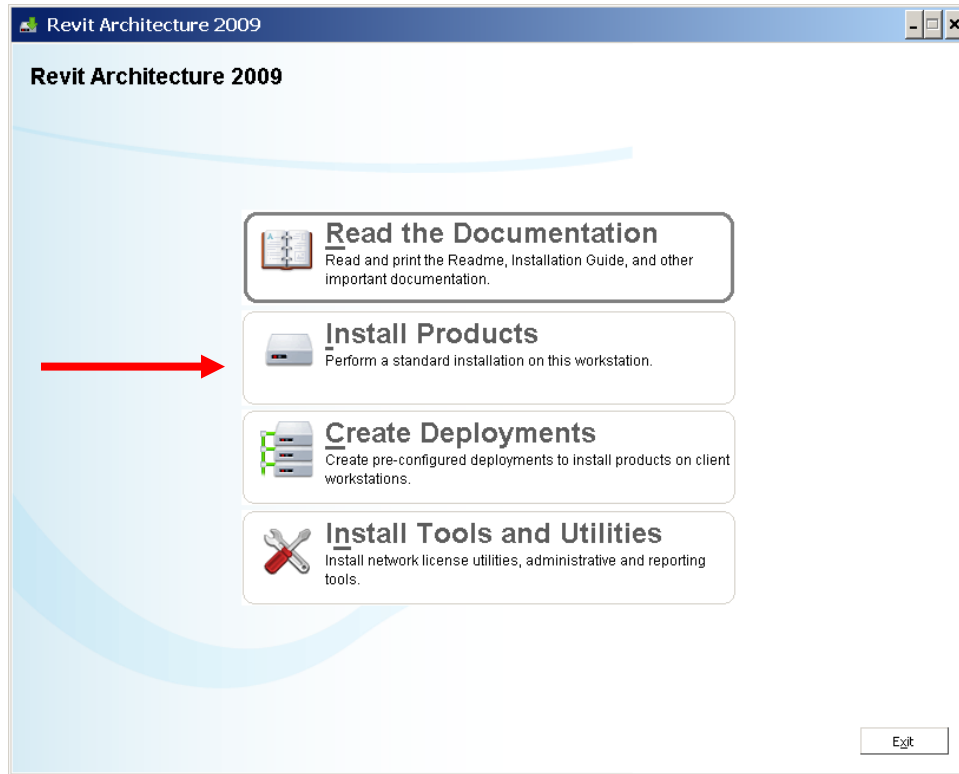 Revit Architecture 2009
Revit Architecture 2009
Read the Documentation
Read and print the Readme, Installation Guide, and other
important documentation.
Install Products
Perform a standard installation on this workstation.
Create Deployments
Create pre-configured deployments to install products on client
workstations.
Install Tools and Utilities
Install network license utilities, administrative and reporting
tools.
Exit